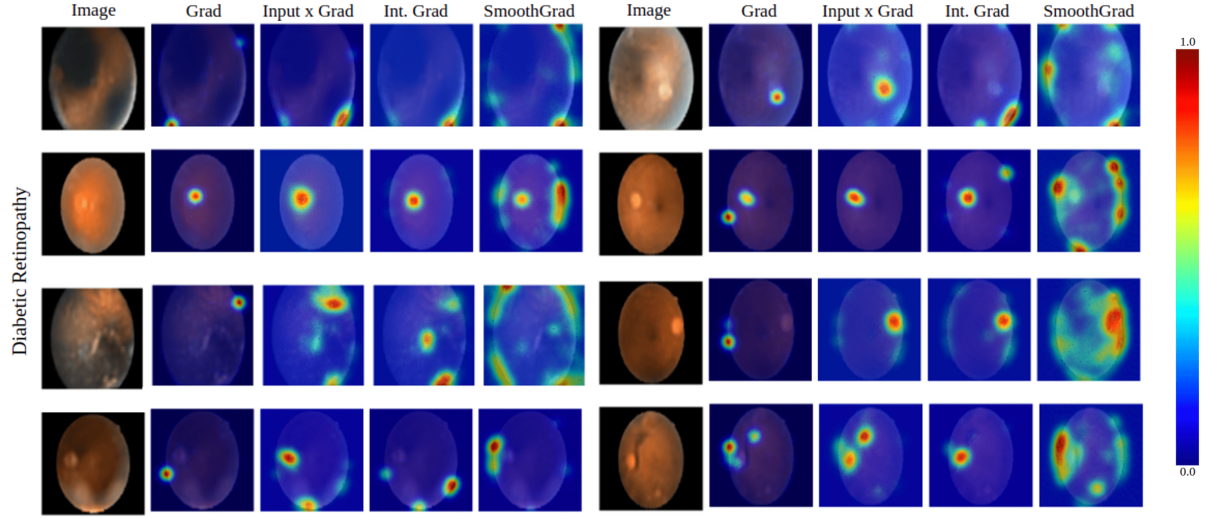 Image Grad Input x Grad Int. Grad SmoothGrad Image Grad Input x Grad Int. Grad SmoothGrad
1.0
Diabetic Retinopathy
0.0